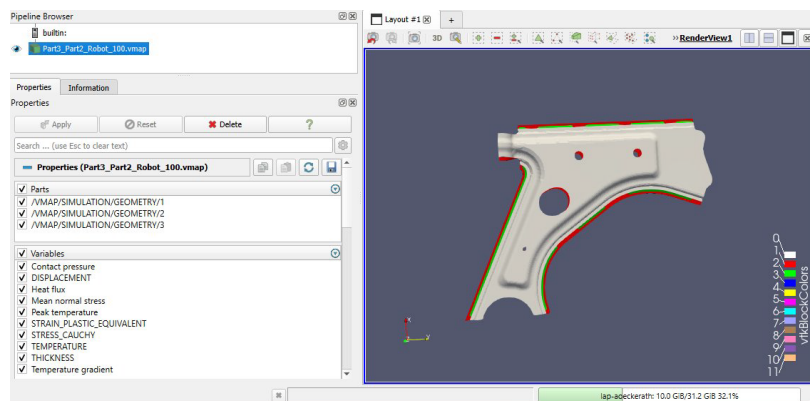 Pipeline Browser
builtin:
Part3_Part2_Robot_100.vmap
Properties Information
Properties
Apply Reset Delete ?
Search ... (use Esc to clear text)
Properties (Part3_Part2_Robot_100.vmap)
Parts
/VMAP/SIMULATION/GEOMETRY/1
/VMAP/SIMULATION/GEOMETRY/2
/VMAP/SIMULATION/GEOMETRY/3
Variables
Contact pressure
DISPLACEMENT
Heat flux
Mean normal stress
Peak temperature
STRAIN_PLASTIC_EQUIVALENT
STRESS_CAUCHY
TEMPERATURE
THICKNESS
Temperature gradient
Layout #1 +
3D » RenderView1
0
1
2
3
4
5
6
7
8
9
10
11
vtkBlockColors
X
Y
Z
lap-adeckerath: 10.0 GiB/31.2 GiB 32.1%